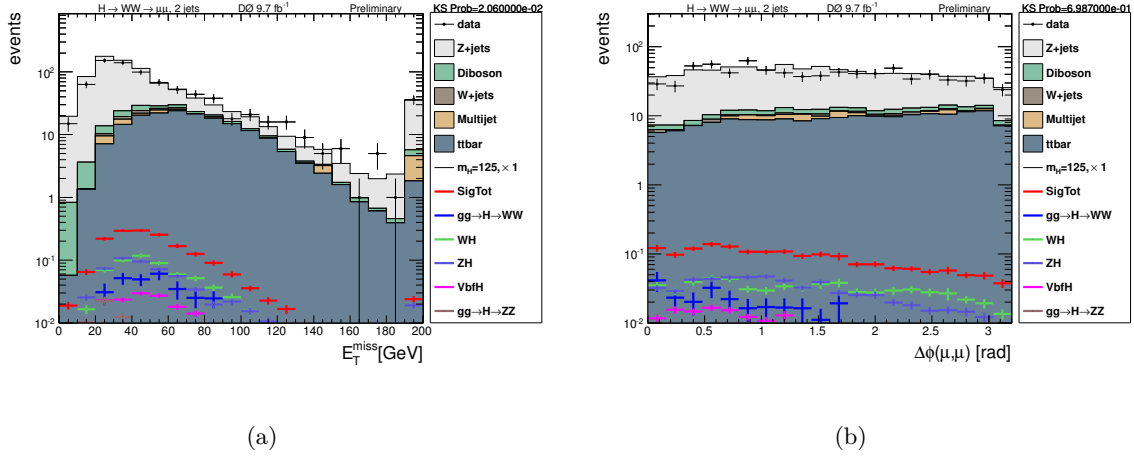 H → WW → μμ, 2 jets DØ 9.7 fb⁻¹ Preliminary KS Prob=2.060000e-02
events
10²
10
1
10⁻¹
10⁻²
0 20 40 60 80 100 120 140 160 180 200
E_T^miss[GeV]
data
Z+jets
Diboson
W+jets
Multijet
ttbar
m_H=125, × 1
SigTot
gg→H→WW
WH
ZH
VbfH
gg→H→ZZ
(a)
H → WW → μμ, 2 jets DØ 9.7 fb⁻¹ Preliminary KS Prob=6.987000e-01
events
10²
10
1
10⁻¹
10⁻²
0 0.5 1 1.5 2 2.5 3
Δϕ(μ,μ) [rad]
data
Z+jets
Diboson
W+jets
Multijet
ttbar
m_H=125, × 1
SigTot
gg→H→WW
WH
ZH
VbfH
gg→H→ZZ
(b)